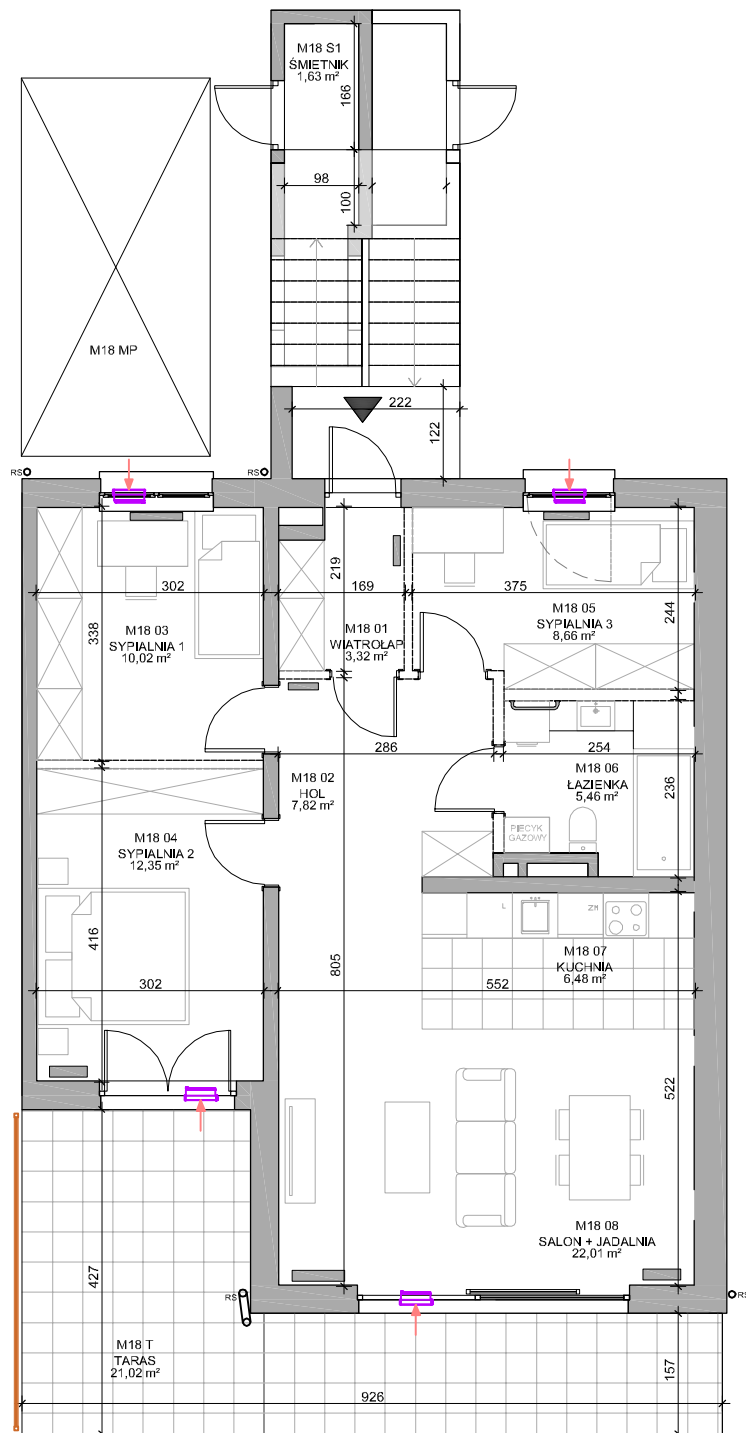 M18 S1
ŚMIETNIK
1,63 m²
166
98
100
M18 MP
222
122
RS
RS
302
338
M18 03
SYPIALNIA 1
10,02 m²
219
169
M18 01
WIATROŁAP
3,32 m²
375
M18 05
SYPIALNIA 3
8,66 m²
244
286
254
M18 02
HOL
7,82 m²
M18 06
ŁAZIENKA
5,46 m²
236
PIECYK
GAZOWY
M18 04
SYPIALNIA 2
12,35 m²
416
302
805
L
ZM
M18 07
KUCHNIA
6,48 m²
552
522
M18 08
SALON + JADALNIA
22,01 m²
427
RS
RS
M18 T
TARAS
21,02 m²
157
926